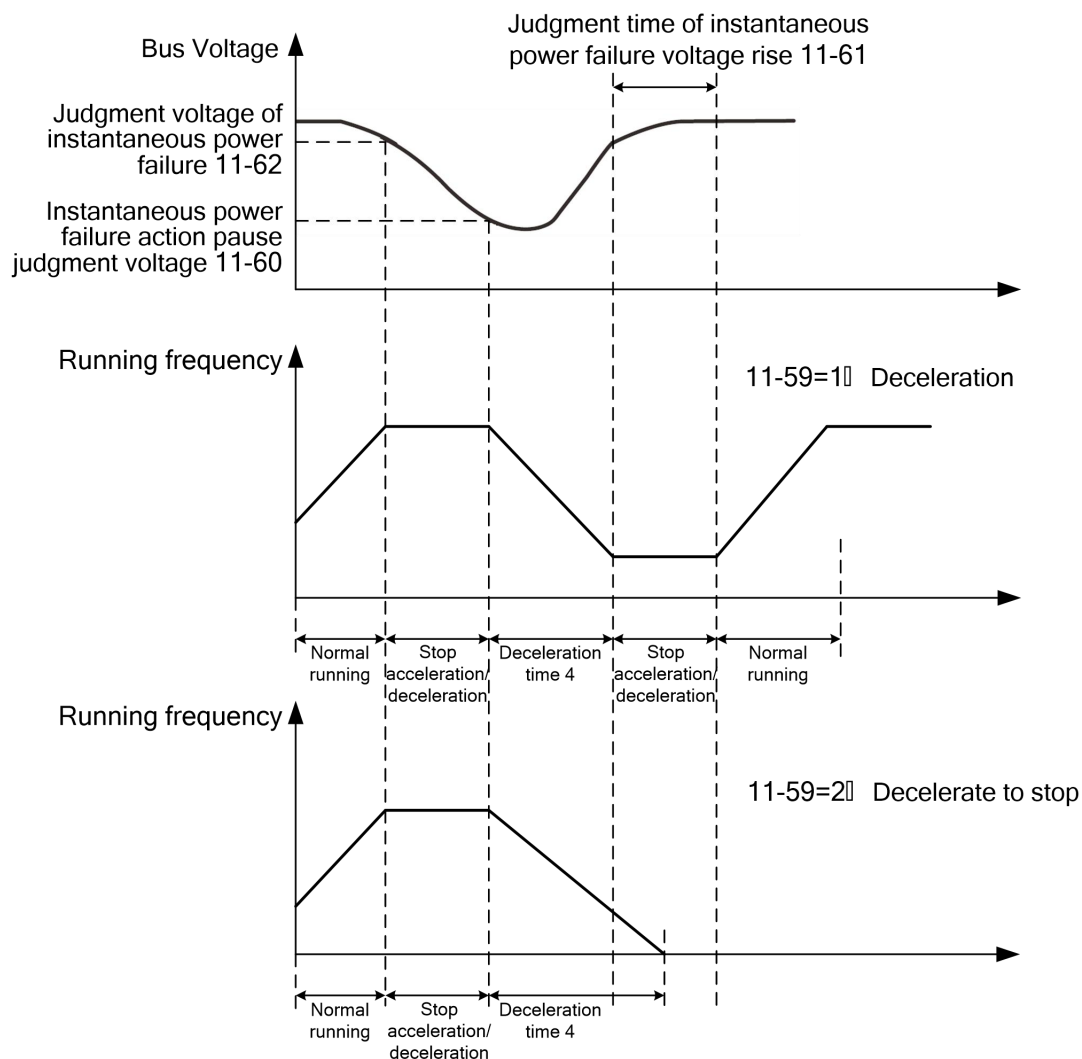 Judgment time of instantaneous
power failure voltage rise 11-61
Bus Voltage
Judgment voltage of
instantaneous power
failure 11-62
Instantaneous power
failure action pause
judgment voltage 11-60
Running frequency
11-59=1▯ Deceleration
Normal
running
Stop
acceleration/
deceleration
Deceleration
time 4
Stop
acceleration/
deceleration
Normal
running
Running frequency
11-59=2▯ Decelerate to stop
Normal
running
Stop
acceleration/
deceleration
Deceleration
time 4